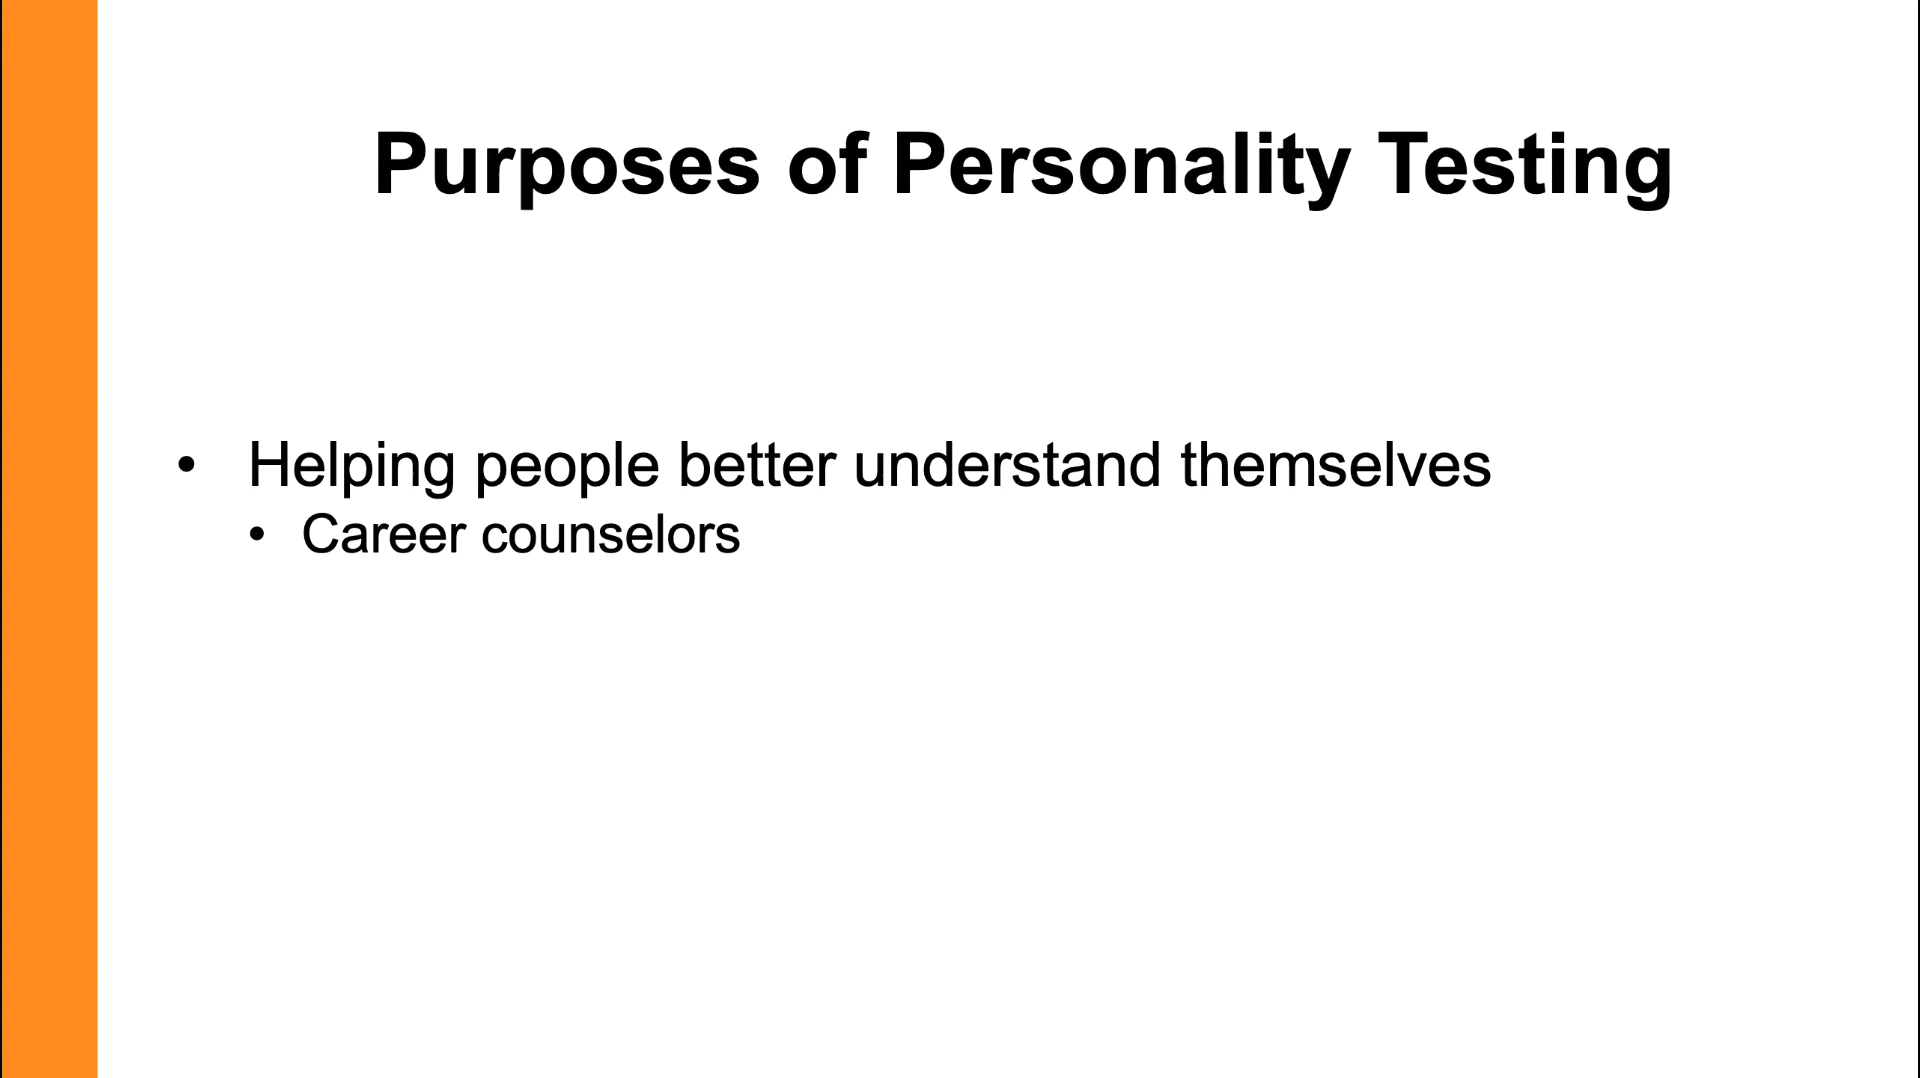 Purposes of Personality Testing
• Helping people better understand themselves
• Career counselors